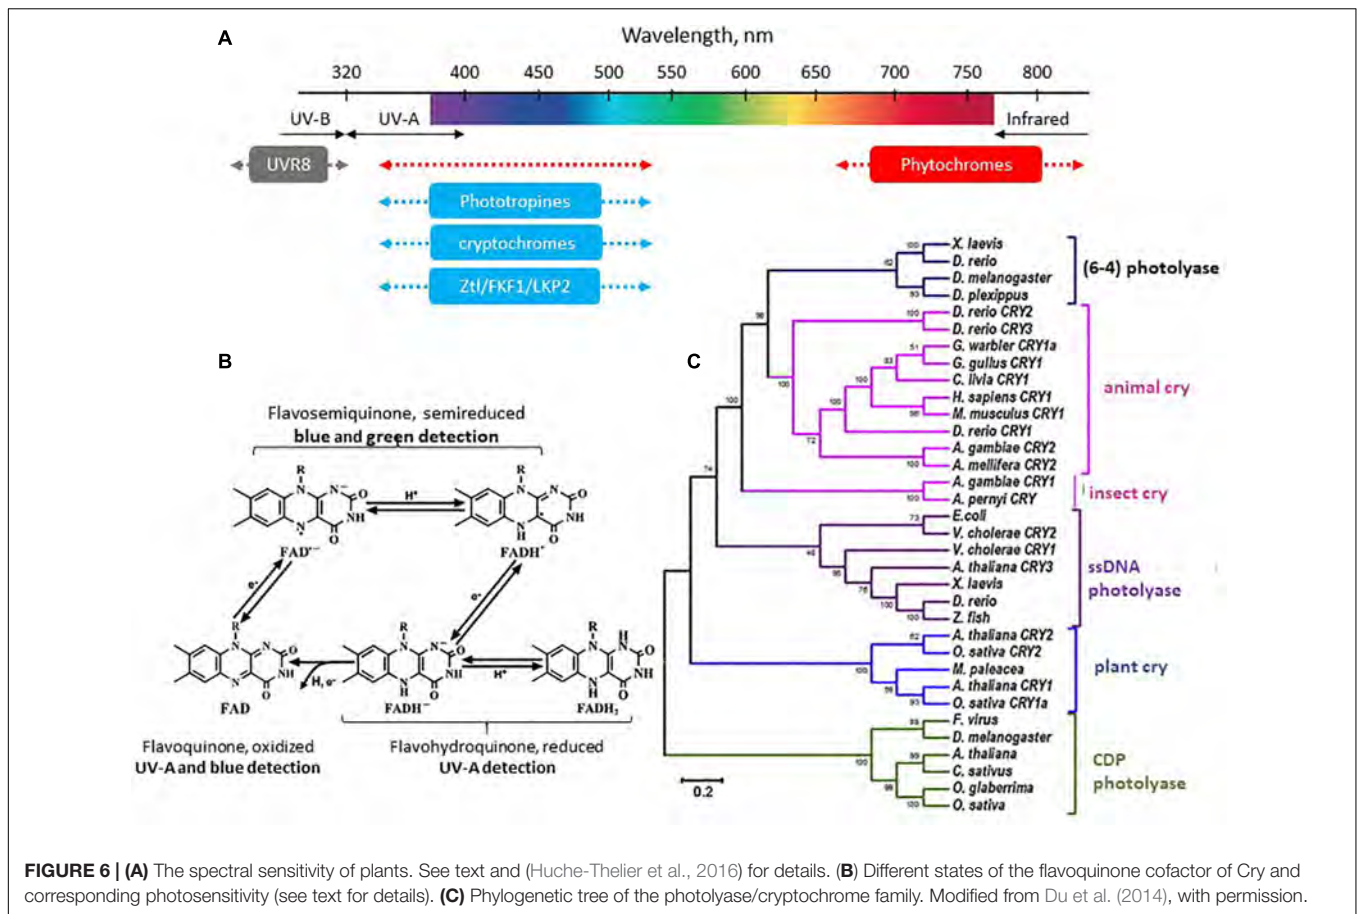 A
Wavelength, nm
320 400 450 500 550 600 650 700 750 800
UV-B UV-A Infrared
UVR8 Phytochromes
Phototropines
cryptochromes
Ztl/FKF1/LKP2
B
Flavosemiquinone, semireduced
blue and green detection
R R
N N⁻ O N N O
H⁺
N NH N NH
O H O
FAD•⁻ FADH•
e⁻ e⁻
R R R H
N N O N N⁻ O N N O
N NH H, e⁻ N NH H⁺ N NH
O H O H O
FAD FADH⁻ FADH₂
Flavoquinone, oxidized Flavohydroquinone, reduced
UV-A and blue detection UV-A detection
C
X. laevis
D. rerio
D. melanogaster
D. plexippus
(6-4) photolyase
D. rerio CRY2
D. rerio CRY3
G. warbler CRY1a
G. gullus CRY1
C. livia CRY1
H. sapiens CRY1
M. musculus CRY1
D. rerio CRY1
A. gambiae CRY2
A. mellifera CRY2
animal cry
A. gambiae CRY1
A. pernyi CRY
insect cry
E.coli
V. cholerae CRY2
V. cholerae CRY1
A. thaliana CRY3
X. laevis
D. rerio
Z. fish
ssDNA
photolyase
A. thaliana CRY2
O. sativa CRY2
M. paleacea
A. thaliana CRY1
O. sativa CRY1a
plant cry
F. virus
D. melanogaster
A. thaliana
C. sativus
O. glaberrima
O. sativa
CDP
photolyase
0.2
FIGURE 6 | (A) The spectral sensitivity of plants. See text and (Huche-Thelier et al., 2016) for details. (B) Different states of the flavoquinone cofactor of Cry and
corresponding photosensitivity (see text for details). (C) Phylogenetic tree of the photolyase/cryptochrome family. Modified from Du et al. (2014), with permission.